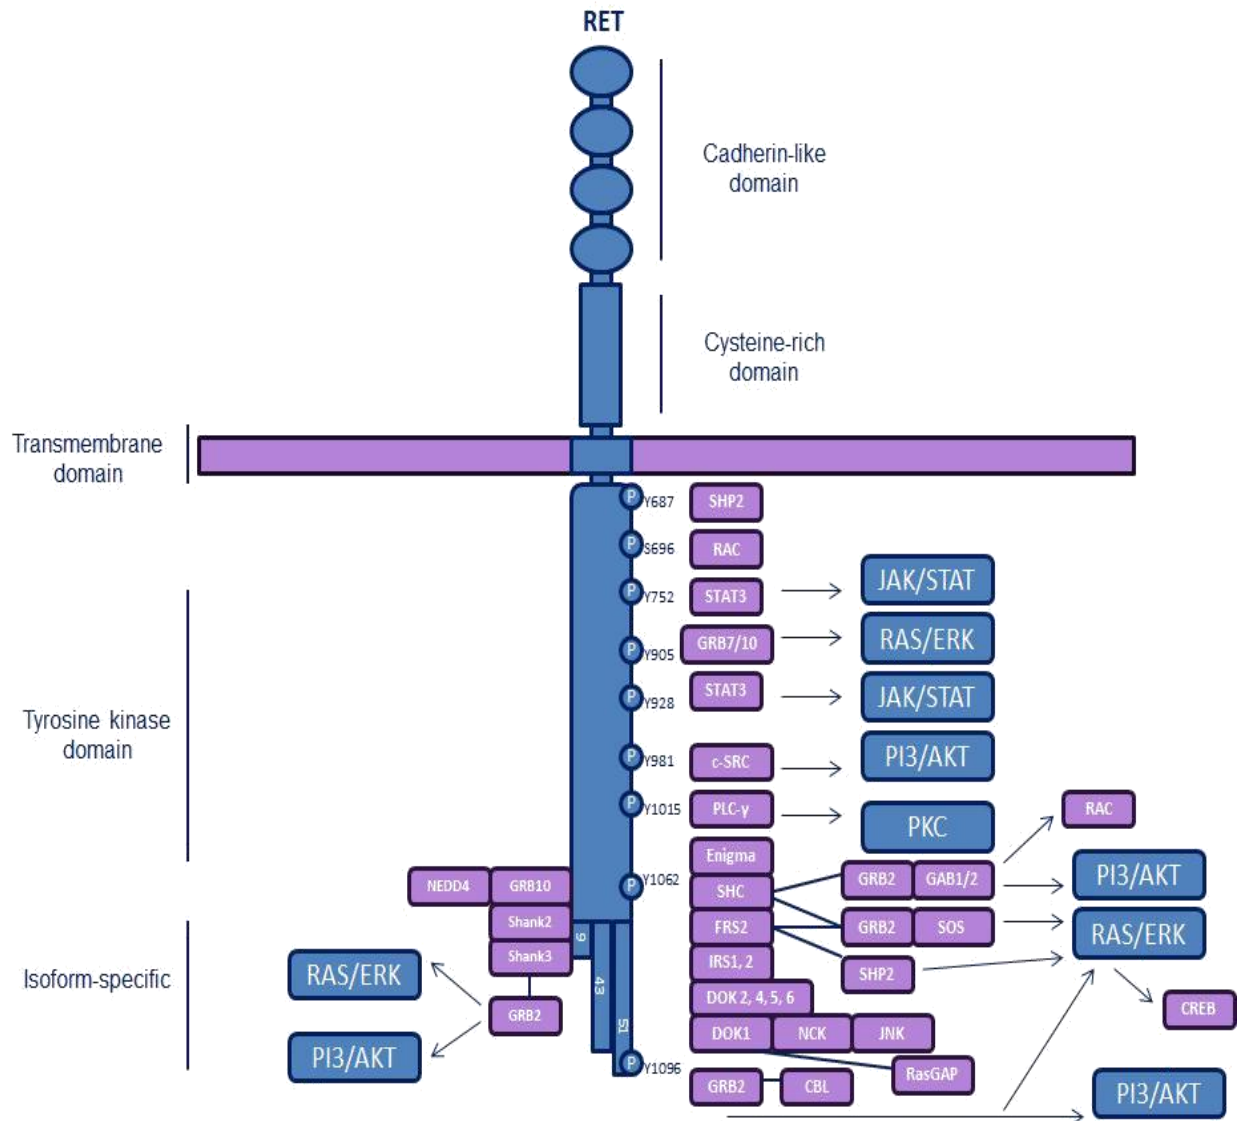 RET
Cadherin-like
domain
Cysteine-rich
domain
Transmembrane
domain
P Y687 SHP2
P S696 RAC
P Y752 STAT3 JAK/STAT
P Y905 GRB7/10 RAS/ERK
P Y928 STAT3 JAK/STAT
Tyrosine kinase
domain
P Y981 c-SRC PI3/AKT
P Y1015 PLC-γ PKC RAC
Enigma
NEDD4 GRB10 P Y1062 SHC GRB2 GAB1/2 PI3/AKT
Shank2 FRS2 GRB2 SOS RAS/ERK
Shank3 9 IRS1, 2 SHP2
Isoform-specific
RAS/ERK 43 DOK 2, 4, 5, 6 CREB
GRB2 51 DOK1 NCK JNK
PI3/AKT P Y1096 RasGAP
GRB2 CBL PI3/AKT